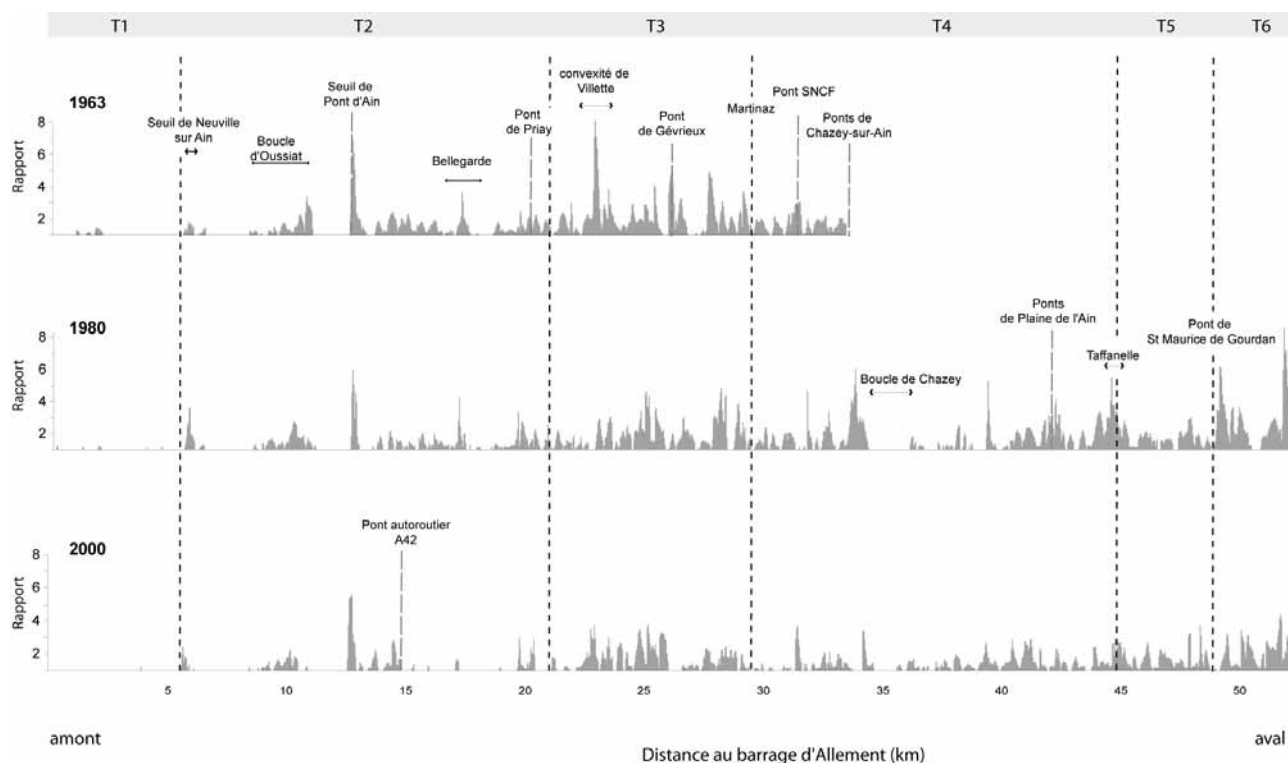 T1 T2 T3 T4 T5 T6
1963
Rapport
8
6
4
2
Seuil de Neuville
sur Ain
Boucle
d'Oussiat
Seuil de
Pont d'Ain
Bellegarde
Pont
de Priay
convexité de
Villette
Pont
de Gévrieux
Martinaz
Pont SNCF
Ponts de
Chazey-sur-Ain
1980
8
6
4
2
Boucle de Chazey
Ponts
de Plaine de l'Ain
Taffanelle
Pont de
St Maurice de Gourdan
2000
Rapport
8
6
4
2
Pont autoroutier
A42
5 10 15 20 25 30 35 40 45 50
amont
aval
Distance au barrage d'Allement (km)